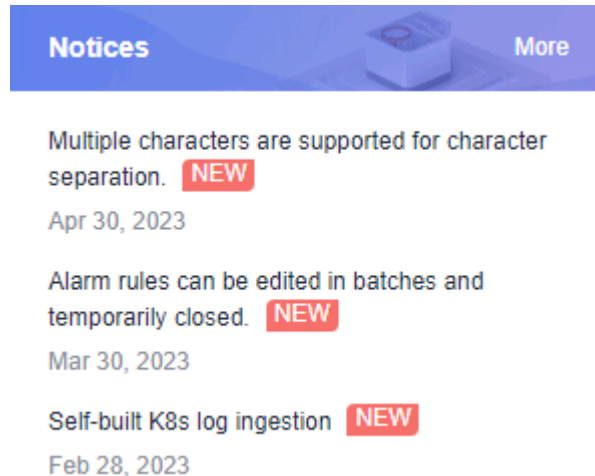 Notices More
Multiple characters are supported for character
separation. NEW
Apr 30, 2023
Alarm rules can be edited in batches and
temporarily closed. NEW
Mar 30, 2023
Self-built K8s log ingestion NEW
Feb 28, 2023